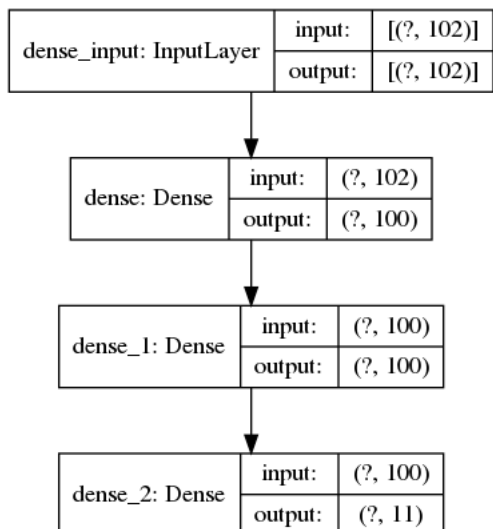 dense_input: InputLayer
input: [(?, 102)]
output: [(?, 102)]
dense: Dense
input: (?, 102)
output: (?, 100)
dense_1: Dense
input: (?, 100)
output: (?, 100)
dense_2: Dense
input: (?, 100)
output: (?, 11)